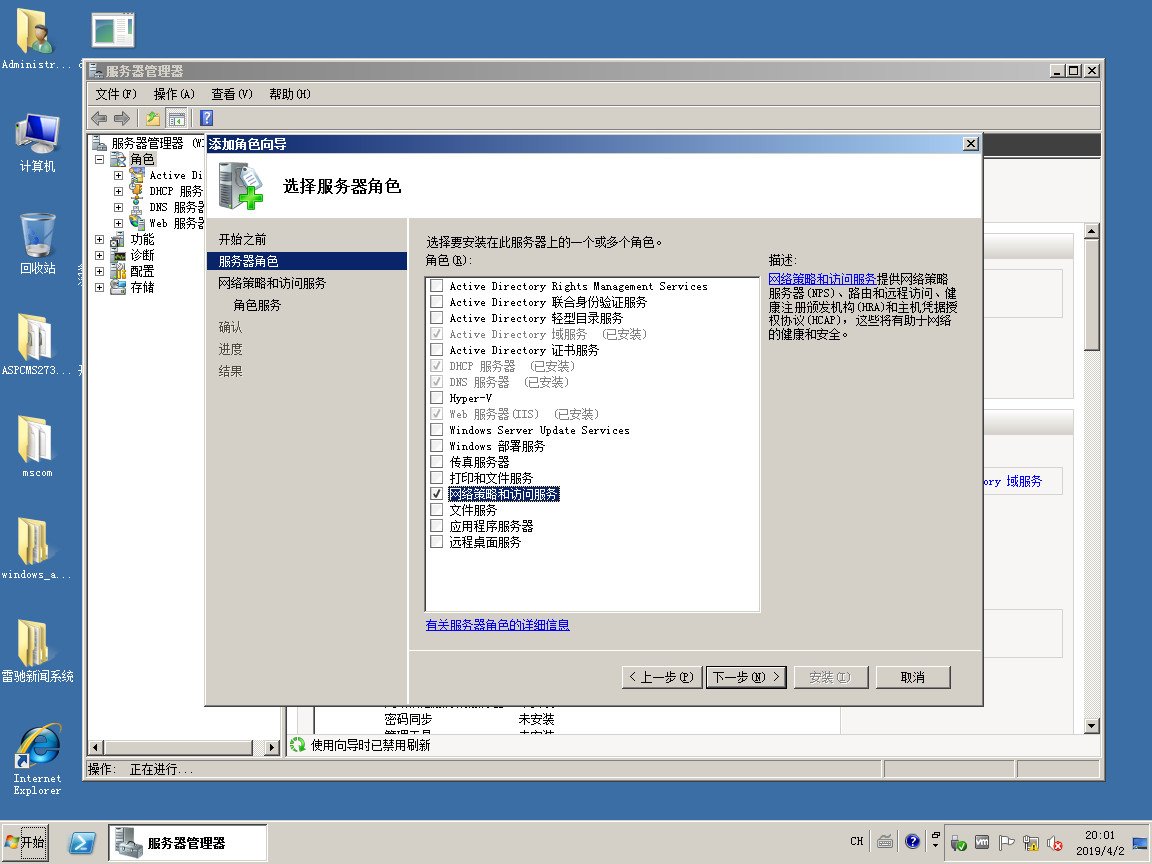 Administr...
计算机
回收站
ASPCMS273...
mscom
windows_a...
雷驰新闻系统
Internet
Explorer
服务器管理器
文件(F) 操作(A) 查看(V) 帮助(H)
服务器管理器 (W
角色
Active Di
DHCP 服务
DNS 服务器
Web 服务器
功能
诊断
配置
存储
添加角色向导
选择服务器角色
开始之前
服务器角色
网络策略和访问服务
角色服务
确认
进度
结果
选择要安装在此服务器上的一个或多个角色。
角色(R):
Active Directory Rights Management Services
Active Directory 联合身份验证服务
Active Directory 轻型目录服务
Active Directory 域服务 (已安装)
Active Directory 证书服务
DHCP 服务器 (已安装)
DNS 服务器 (已安装)
Hyper-V
Web 服务器(IIS) (已安装)
Windows Server Update Services
Windows 部署服务
传真服务器
打印和文件服务
网络策略和访问服务
文件服务
应用程序服务器
远程桌面服务
有关服务器角色的详细信息
描述:
网络策略和访问服务提供网络策略
服务器(NPS)、路由和远程访问、健
康注册颁发机构(HRA)和主机凭据授
权协议(HCAP)，这些将有助于网络
的健康和安全。
ory 域服务
< 上一步(P) 下一步(N) > 安装(I) 取消
密码同步 未安装
使用向导时已禁用刷新
操作: 正在进行...
开始
服务器管理器
CH
20:01
2019/4/2